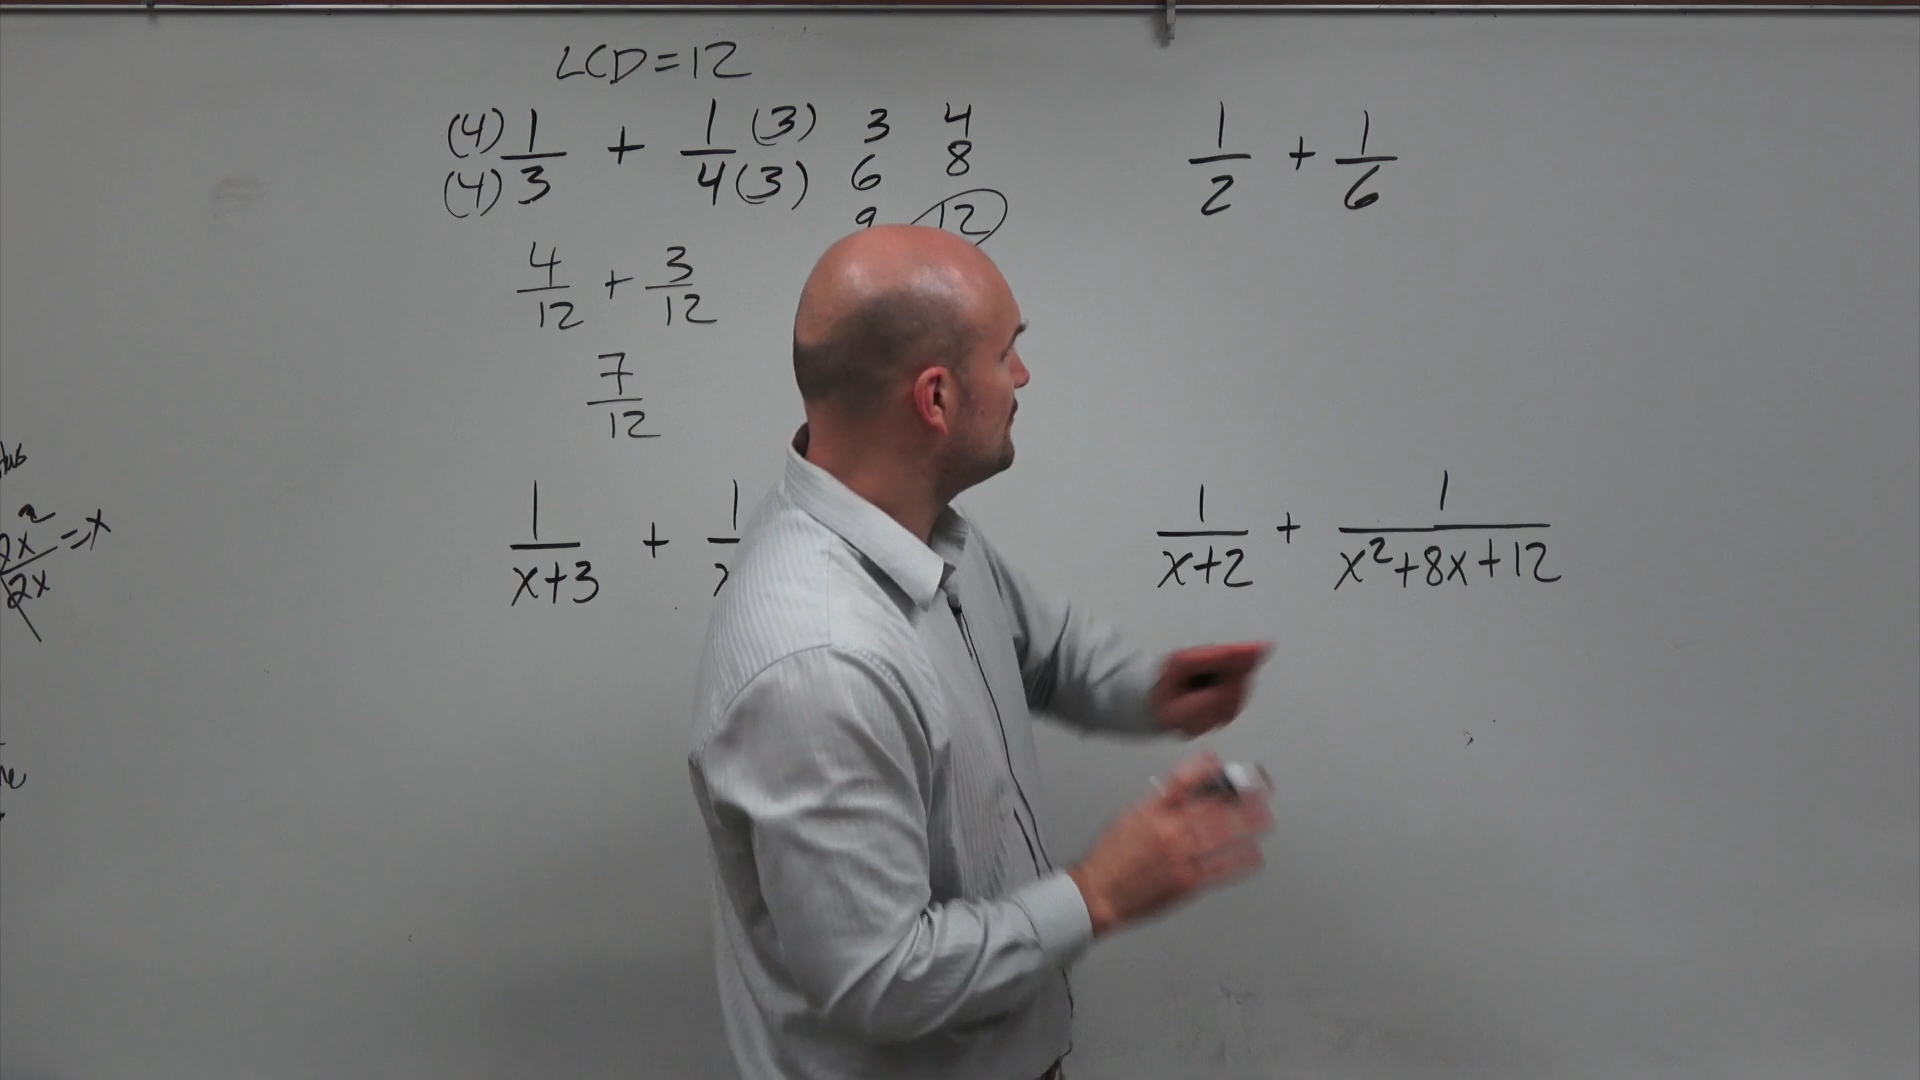 LCD=12
(4) 1/(4) 3 + 1 (3)/4 (3)
3 4
6 8
9 12
4/12 + 3/12
7/12
1/2 + 1/6
1/x+3 + 1/
1/x+2 + 1/x²+8x+12
2x²/2x = x